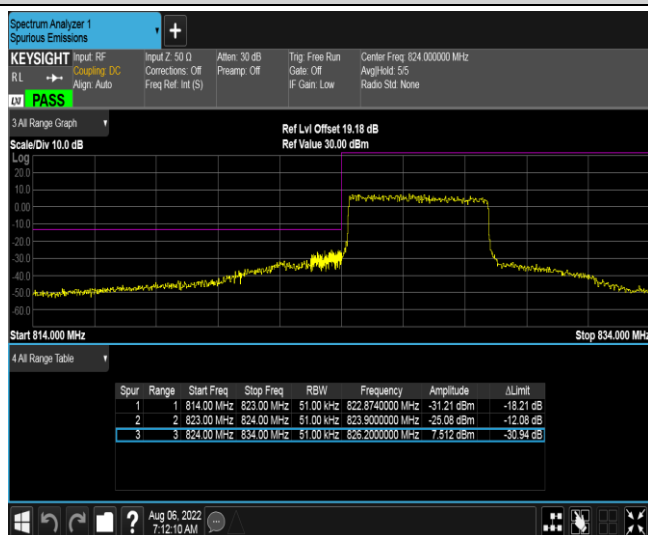 Spectrum Analyzer 1
Spurious Emissions
+
KEYSIGHT Input: RF Input Z: 50 Ω Atten: 30 dB Trig: Free Run Center Freq: 824.000000 MHz
RL Coupling: DC Corrections: Off Preamp: Off Gate: Off Avg|Hold: 5/5
Align: Auto Freq Ref: Int (S) IF Gain: Low Radio Std: None
LXI PASS
3 All Range Graph Ref Lvl Offset 19.18 dB
Scale/Div 10.0 dB Ref Value 30.00 dBm
Log
20.0
10.0
0.00
-10.0
-20.0
-30.0
-40.0
-50.0
-60.0
Start 814.000 MHz Stop 834.000 MHz
4 All Range Table
Spur Range Start Freq Stop Freq RBW Frequency Amplitude ΔLimit
1 1 814.00 MHz 823.00 MHz 51.00 kHz 822.8740000 MHz -31.21 dBm -18.21 dB
2 2 823.00 MHz 824.00 MHz 51.00 kHz 823.9000000 MHz -25.08 dBm -12.08 dB
3 3 824.00 MHz 834.00 MHz 51.00 kHz 826.2000000 MHz 7.512 dBm -30.94 dB
? Aug 06, 2022
7:12:10 AM